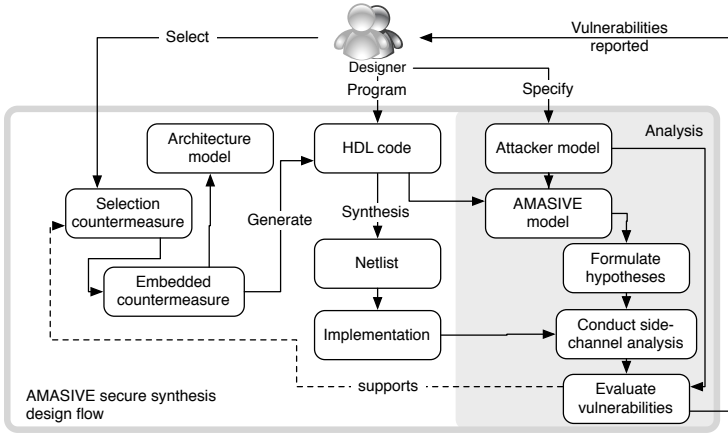 Select
Vulnerabilities
reported
Designer
Program
Specify
Analysis
Architecture
model
HDL code
Attacker model
Selection
countermeasure
Generate
Synthesis
AMASIVE
model
Embedded
countermeasure
Netlist
Formulate
hypotheses
Implementation
Conduct side-
channel analysis
supports
Evaluate
vulnerabilities
AMASIVE secure synthesis
design flow